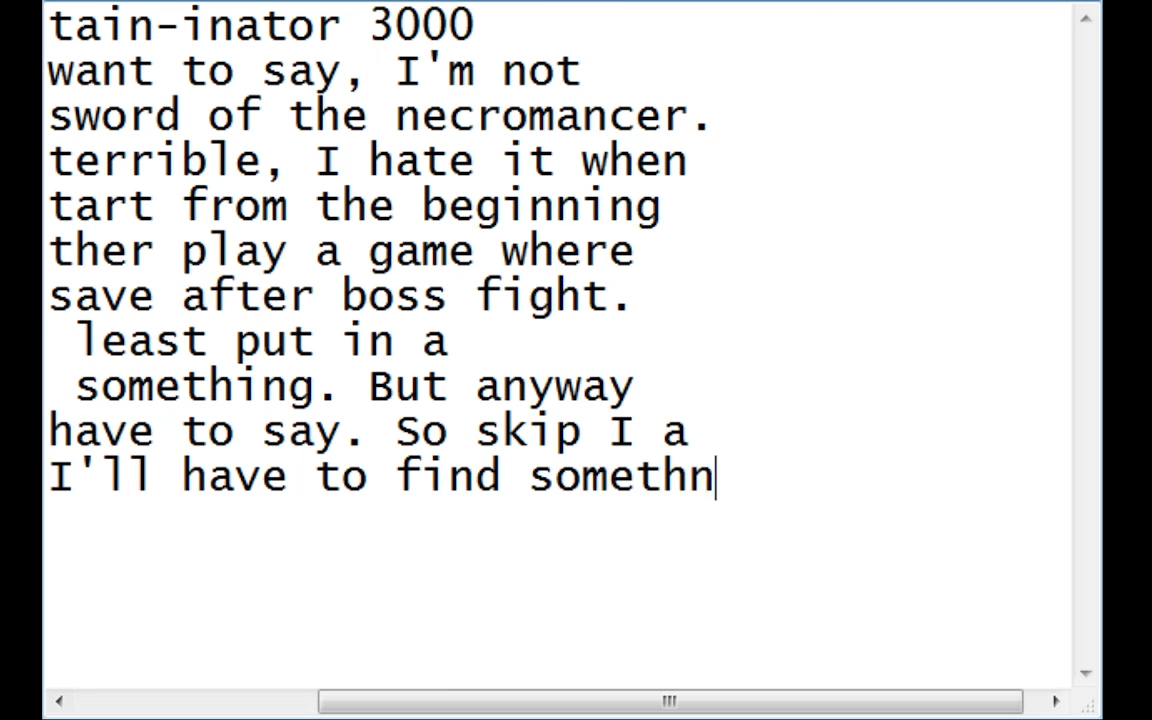 tain-inator 3000
want to say, I'm not
sword of the necromancer.
terrible, I hate it when
tart from the beginning
ther play a game where
save after boss fight.
least put in a
something. But anyway
have to say. So skip I a
I'll have to find somethn